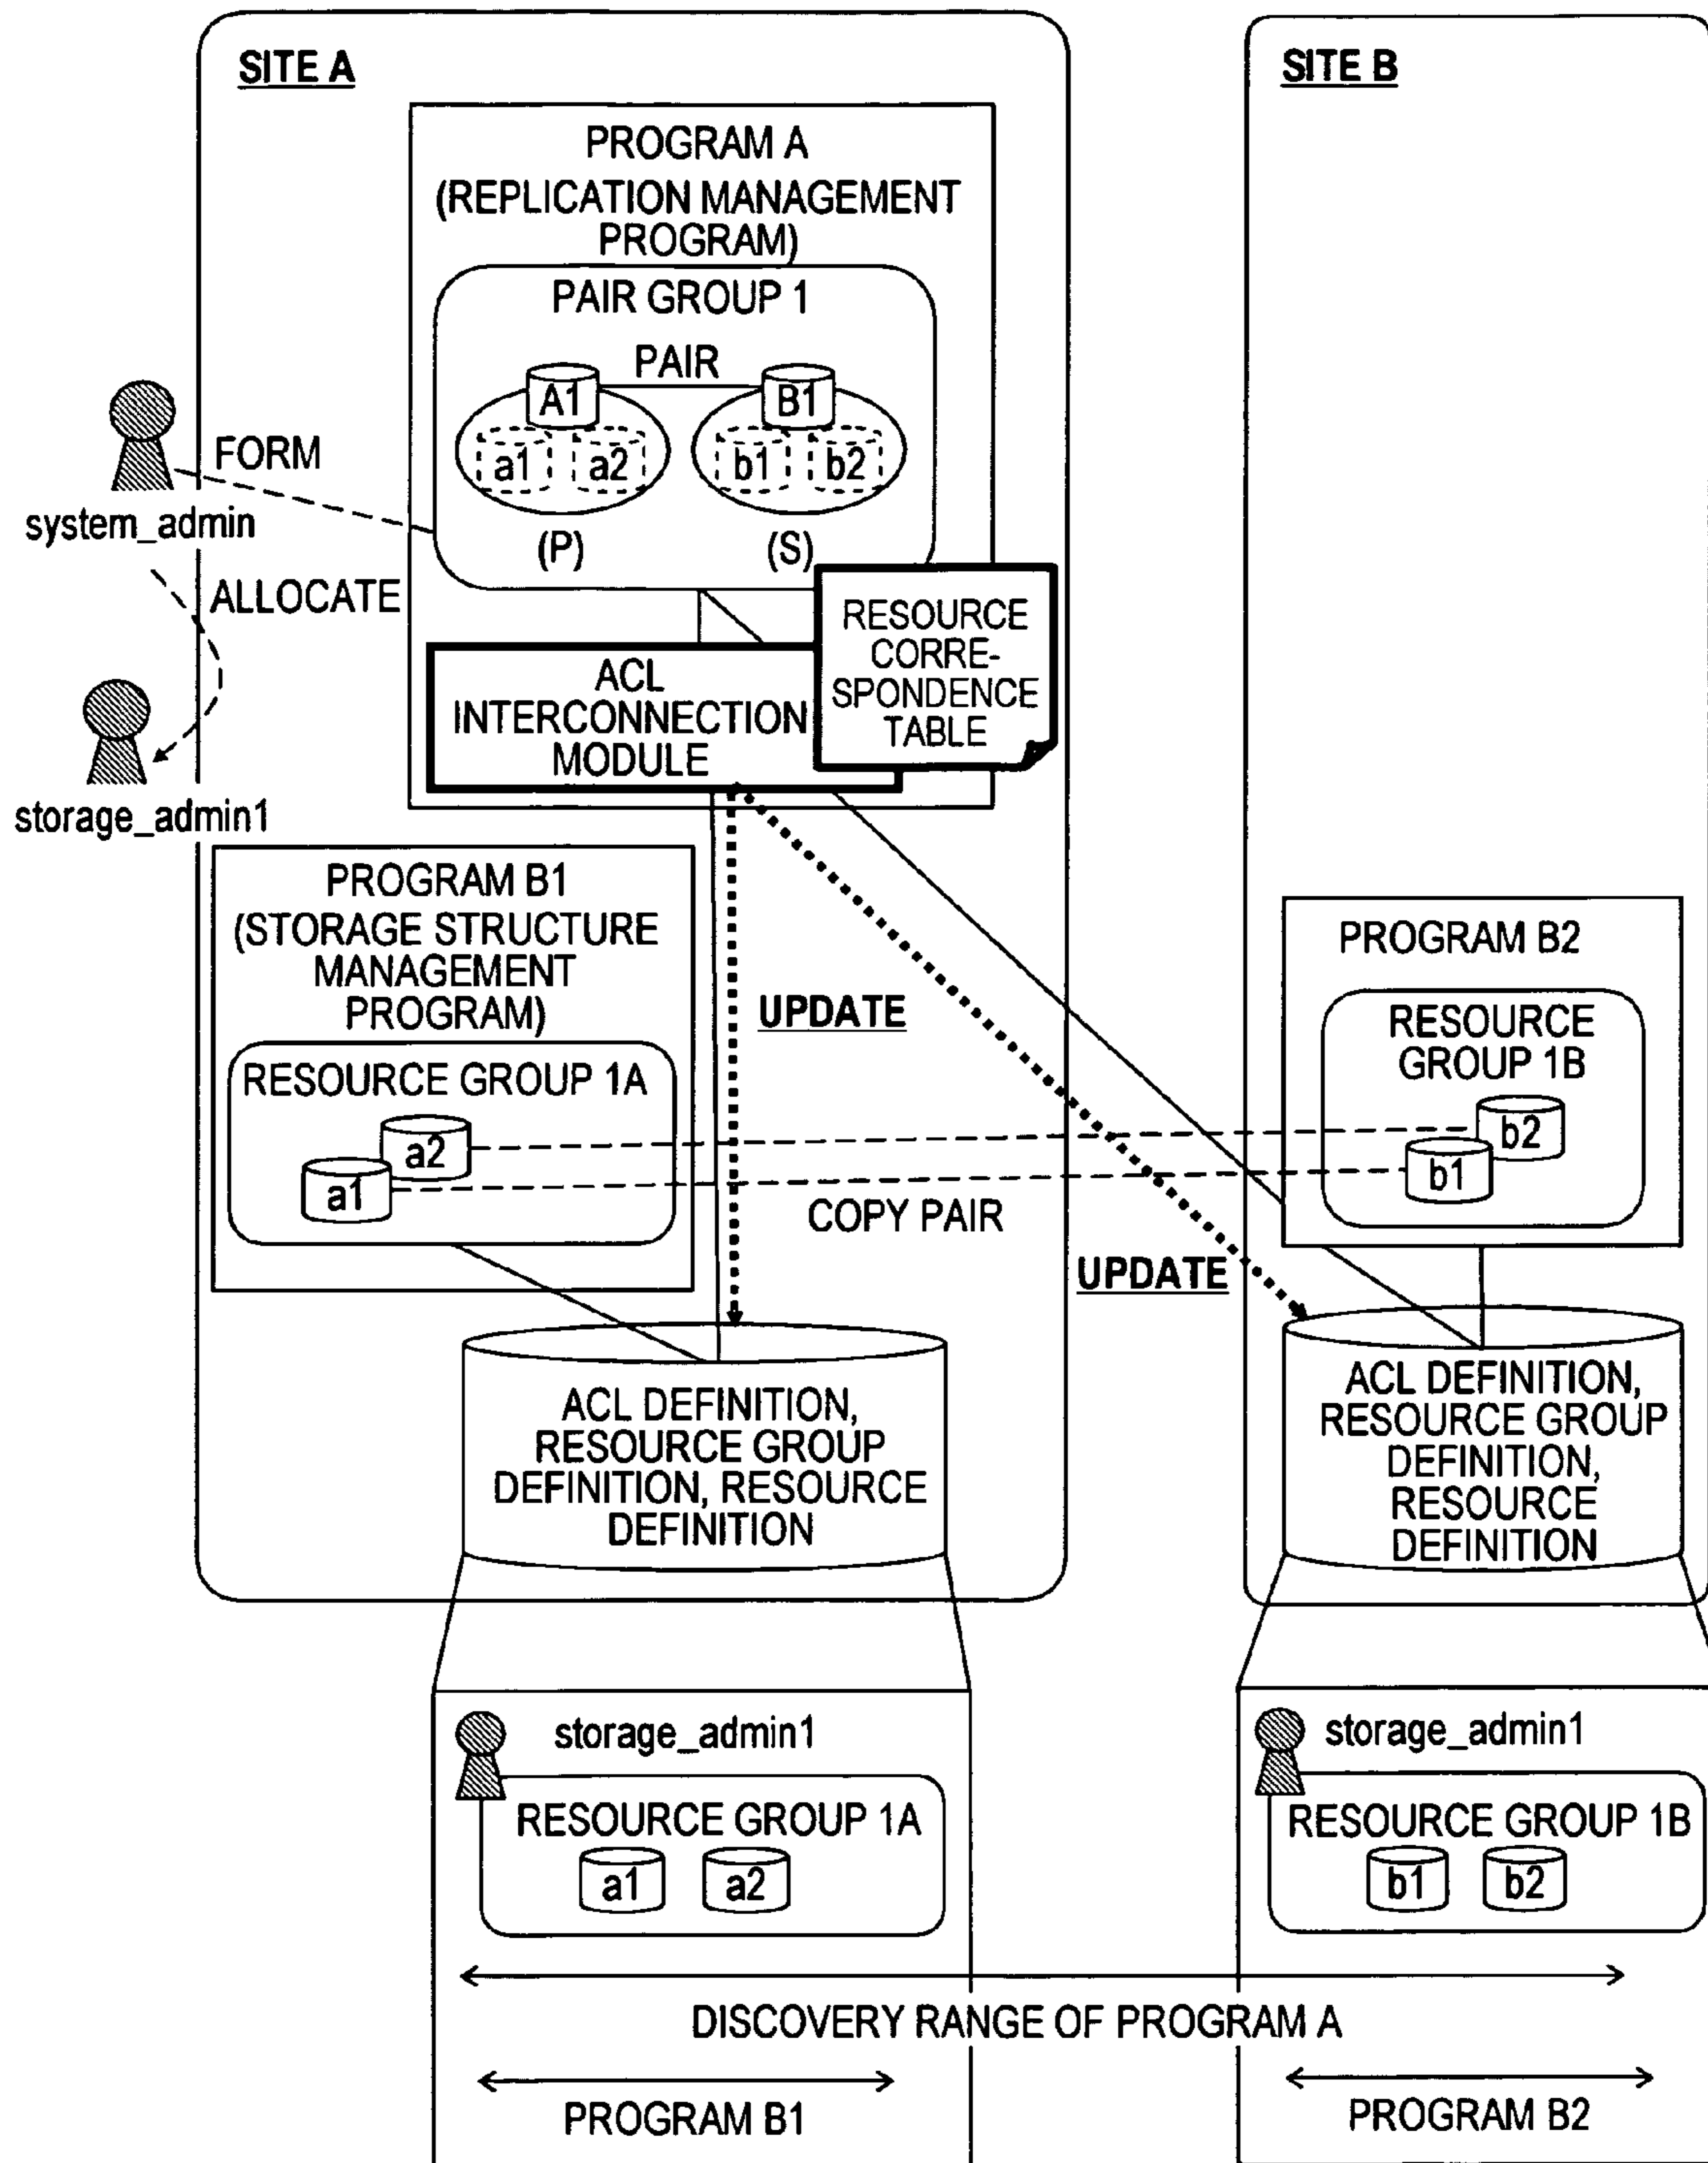 SITE A
SITE B
PROGRAM A
(REPLICATION MANAGEMENT
PROGRAM)
PAIR GROUP 1
PAIR
A1
B1
a1
a2
b1
b2
(P)
(S)
FORM
system_admin
ALLOCATE
storage_admin1
RESOURCE
CORRE-
SPONDENCE
TABLE
ACL
INTERCONNECTION
MODULE
PROGRAM B1
(STORAGE STRUCTURE
MANAGEMENT
PROGRAM)
RESOURCE GROUP 1A
a2
a1
UPDATE
COPY PAIR
UPDATE
PROGRAM B2
RESOURCE
GROUP 1B
b2
b1
ACL DEFINITION,
RESOURCE GROUP
DEFINITION, RESOURCE
DEFINITION
ACL DEFINITION,
RESOURCE GROUP
DEFINITION,
RESOURCE
DEFINITION
storage_admin1
RESOURCE GROUP 1A
a1
a2
storage_admin1
RESOURCE GROUP 1B
b1
b2
DISCOVERY RANGE OF PROGRAM A
PROGRAM B1
PROGRAM B2